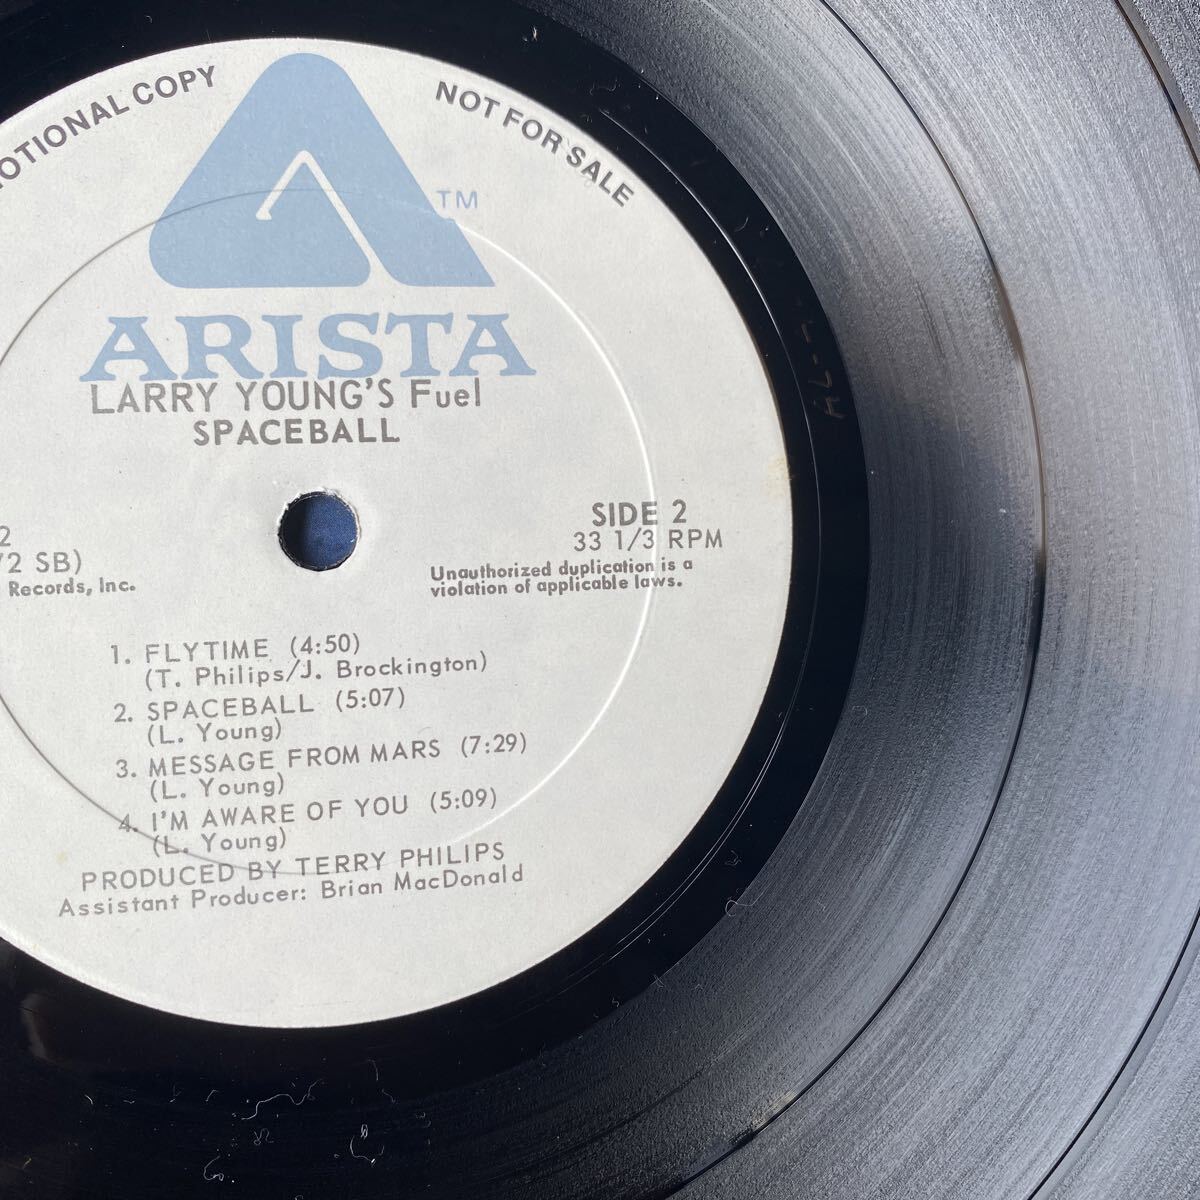 COPY
NOT FOR SALE
TM
ARISTA
LARRY YOUNG'S Fuel
SPACEBALL
SIDE 2
33 1/3 RPM
SB)
Records, Inc.
Unauthorized duplication is a
violation of applicable laws.
1. FLYTIME (4:50)
(T. Philips/J. Brockington)
2. SPACEBALL (5:07)
(L. Young)
3. MESSAGE FROM MARS (7:29)
(L. Young)
4. I'M AWARE OF YOU (5:09)
(L. Young)
PRODUCED BY TERRY PHILIPS
Assistant Producer: Brian MacDonald